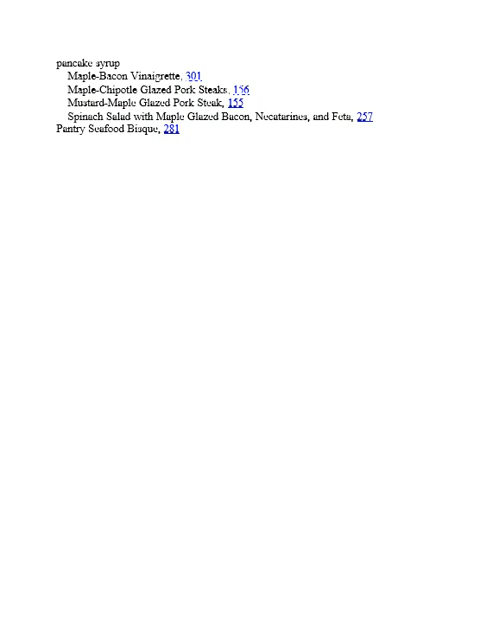 pancake syrup
Maple-Bacon Vinaigrette, 301
Maple-Chipotle Glazed Pork Steaks, 156
Mustard-Maple Glazed Pork Steak, 155
Spinach Salad with Maple Glazed Bacon, Necatarines, and Feta, 257
Pantry Seafood Bisque, 281